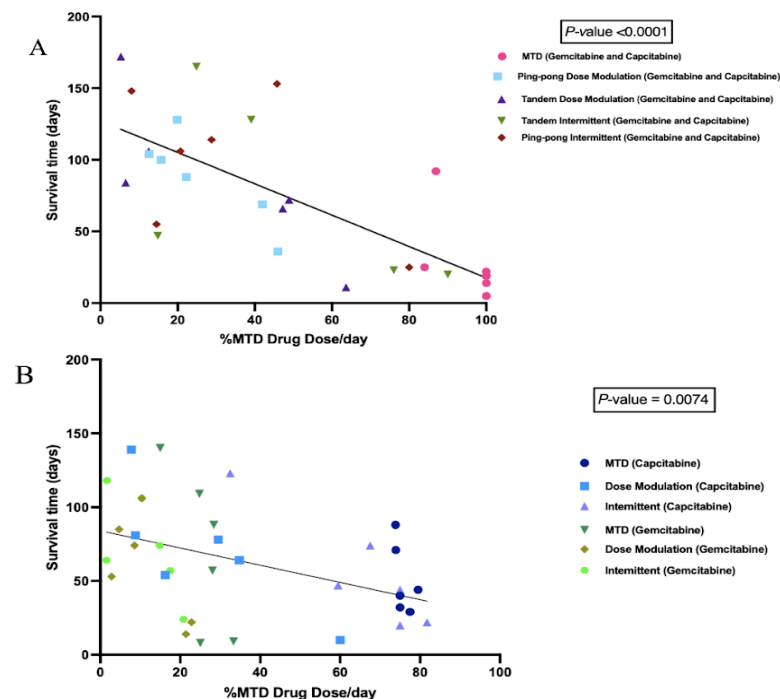 A
P-value <0.0001
MTD (Gemcitabine and Capcitabine)
Ping-pong Dose Modulation (Gemcitabine and Capcitabine)
Tandem Dose Modulation (Gemcitabine and Capcitabine)
Tandem Intermittent (Gemcitabine and Capcitabine)
Ping-pong Intermittent (Gemcitabine and Capcitabine)
Survival time (days)
200
150
100
50
0
0 20 40 60 80 100
%MTD Drug Dose/day
B
P-value = 0.0074
MTD (Capcitabine)
Dose Modulation (Capcitabine)
Intermittent (Capcitabine)
MTD (Gemcitabine)
Dose Modulation (Gemcitabine)
Intermittent (Gemcitabine)
Survival time (days)
200
150
100
50
0
0 20 40 60 80 100
%MTD Drug Dose/day